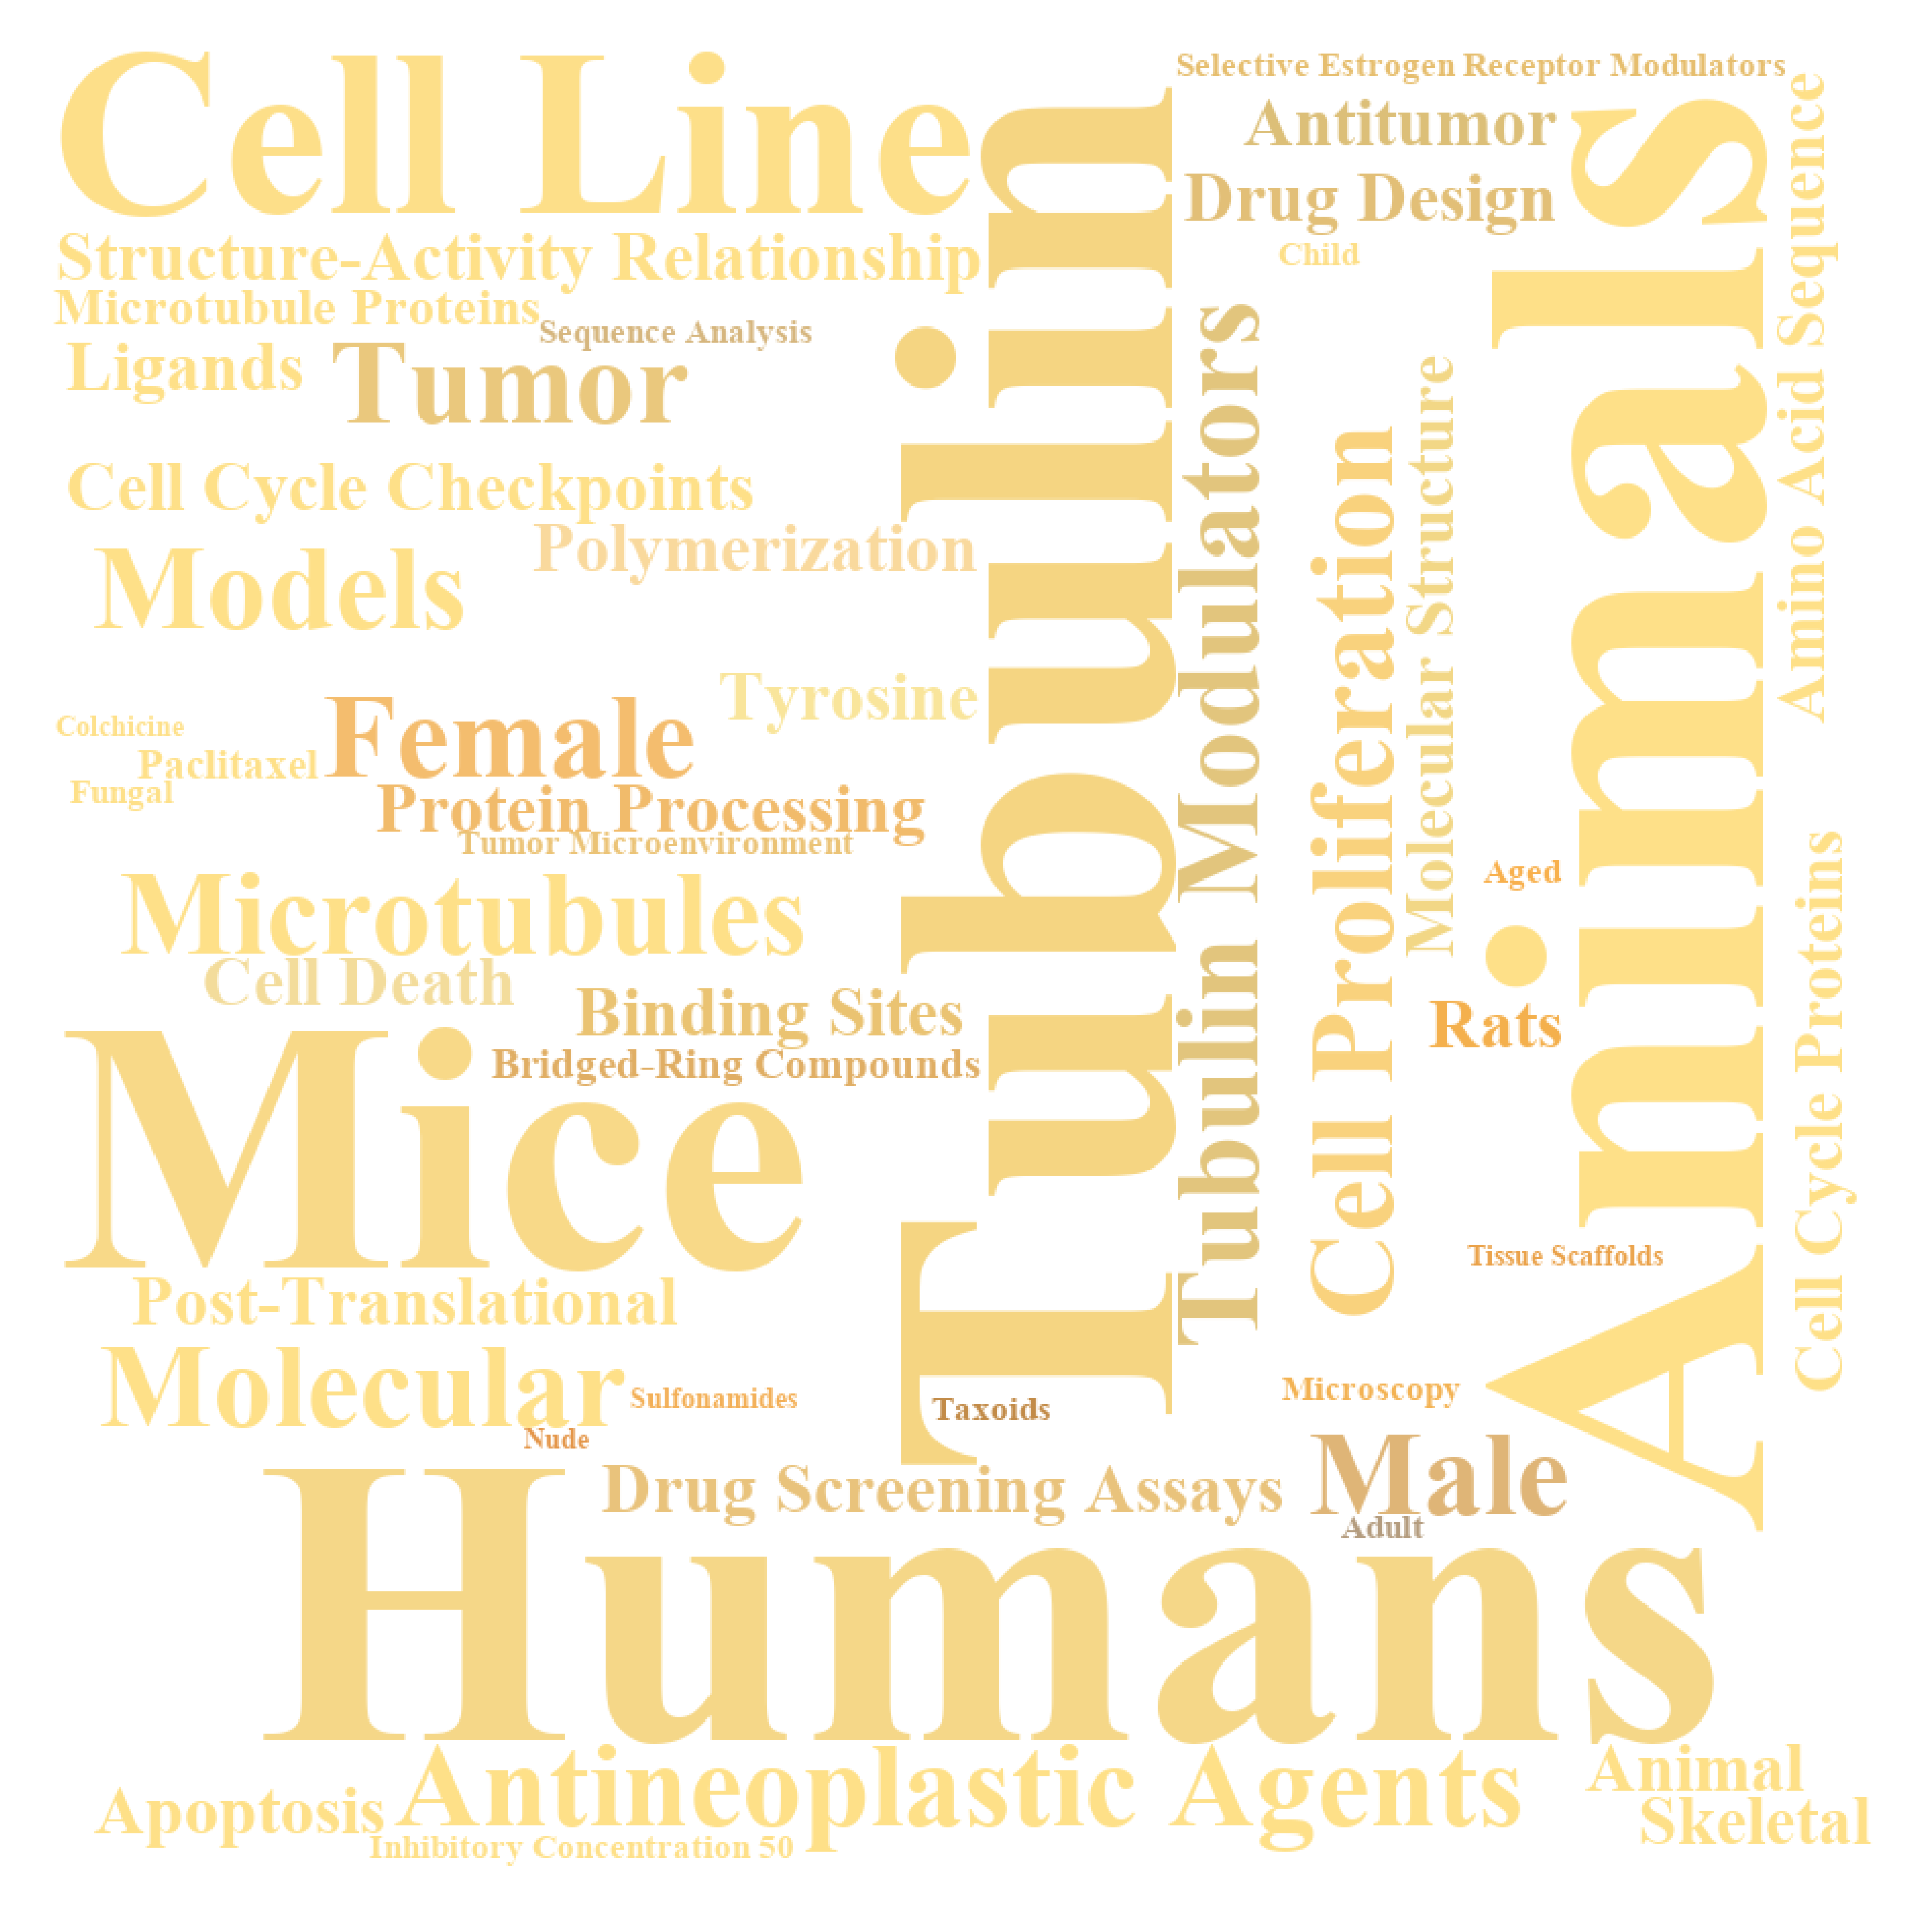 Cell Line
Selective Estrogen Receptor Modulators
Antitumor
Drug Design
Child
Structure-Activity Relationship
Microtubule Proteins
Sequence Analysis
Ligands
Tumor
Cell Cycle Checkpoints
Polymerization
Models
Tyrosine
Female
Colchicine
Paclitaxel
Fungal
Protein Processing
Tumor Microenvironment
Microtubules
Cell Death
Binding Sites
Bridged-Ring Compounds
Mice
Tubulin
Tubulin Modulators
Cell Proliferation
Molecular Structure
Animals
Amino Acid Sequence
Cell Cycle Proteins
Aged
Rats
Tissue Scaffolds
Post-Translational
Molecular
Sulfonamides
Nude
Taxoids
Microscopy
Drug Screening Assays
Male
Adult
Humans
Antineoplastic Agents
Animal
Apoptosis
Skeletal
Inhibitory Concentration 50